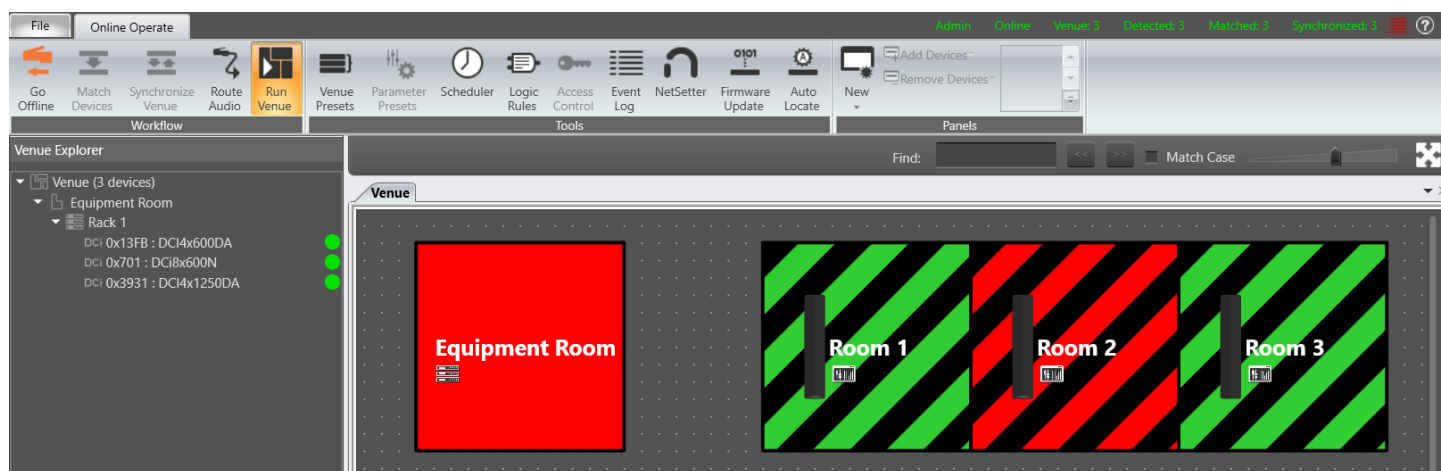 File
Online Operate
Admin Online Venue: 3 Detected: 3 Matched: 3 Synchronized: 3
Go Offline
Match Devices
Synchronize Venue
Route Audio
Run Venue
Workflow
Venue Presets
Parameter Presets
Scheduler
Logic Rules
Access Control
Event Log
NetSetter
0101
Firmware Update
A
Auto Locate
Tools
New
Add Devices
Remove Devices
Panels
Venue Explorer
Find:
<<
>>
Match Case
Venue (3 devices)
Equipment Room
Rack 1
DCi 0x13FB : DCI4x600DA
DCi 0x701 : DCi8x600N
DCi 0x3931 : DCI4x1250DA
Venue
Equipment Room
Room 1
Room 2
Room 3